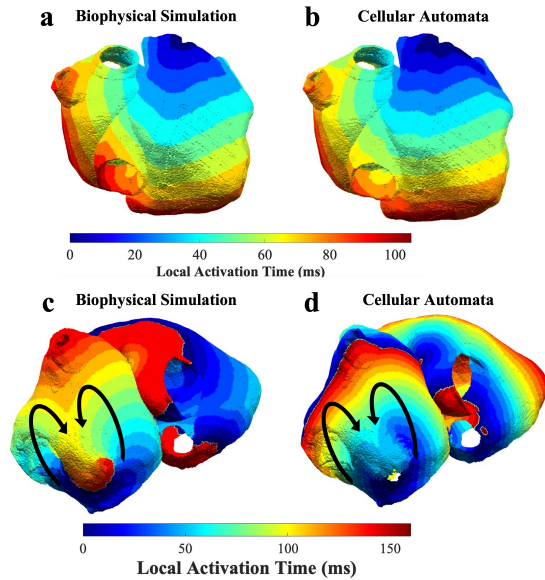 a Biophysical Simulation b Cellular Automata
0 20 40 60 80 100
Local Activation Time (ms)
c Biophysical Simulation d Cellular Automata
0 50 100 150
Local Activation Time (ms)